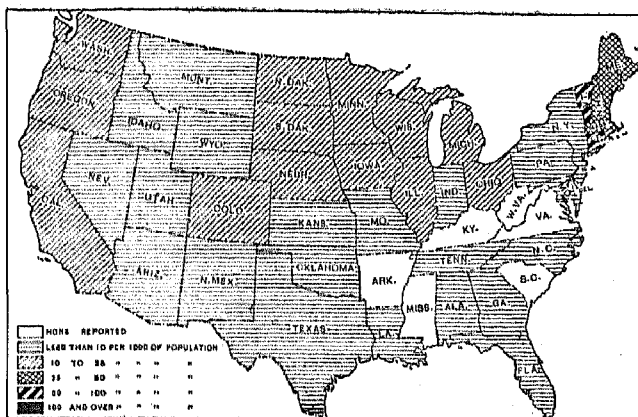 WASH.
MONT.
N. DAK.
MINN.
OREGON
IDAHO
S. DAK.
WIS.
MICH.
N.Y.
WYO.
NEBR.
IOWA
PA.
NEV.
UTAH
COLO.
ILL.
IND.
OHIO
W.VA.
VA.
CAL.
KANS.
MO.
KY.
N.C.
ARIZ.
N.MEX.
OKLAHOMA
ARK.
TENN.
S.C.
TEXAS
LA.
MISS.
ALA.
GA.
FLA.
NONE REPORTED
LESS THAN 10 PER 1000 OF POPULATION
10 TO 25 " " " "
25 " 50 " " " "
50 " 100 " " " "
100 AND OVER " " " "